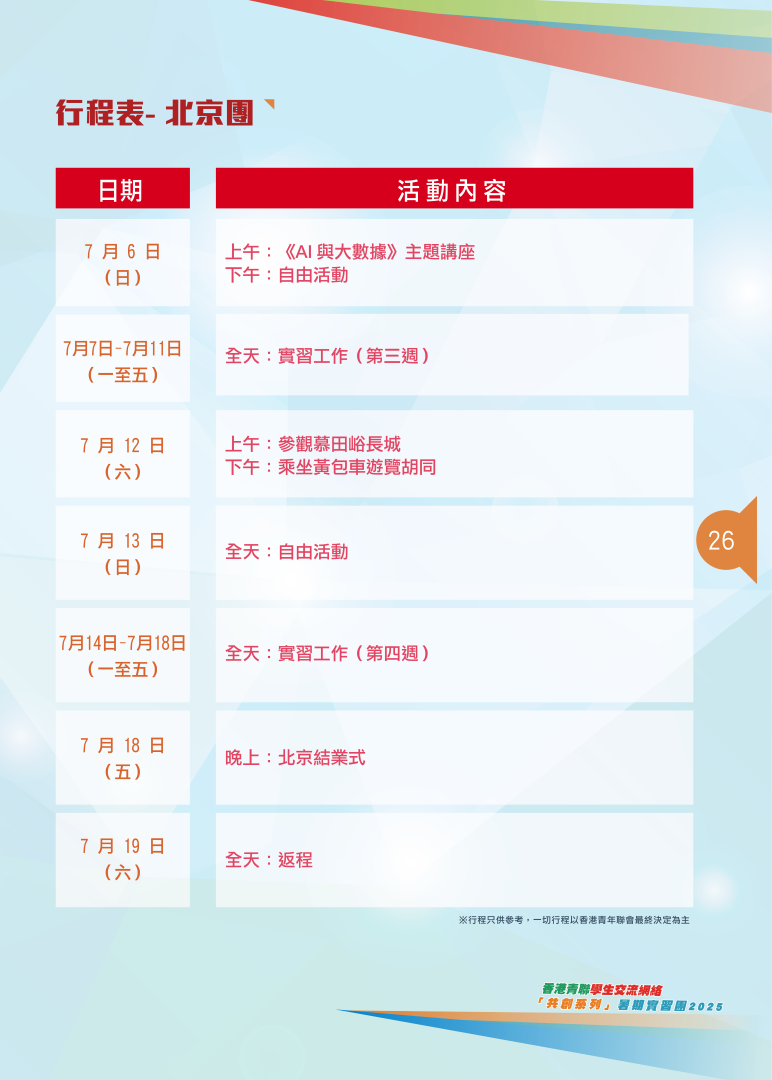 行程表- 北京團
日期
活動內容
7 月 6 日
（日）
上午：《AI 與大數據》主題講座
下午：自由活動
7月7日-7月11日
（一至五）
全天：實習工作（第三週）
7 月 12 日
（六）
上午：參觀慕田峪長城
下午：乘坐黃包車遊覽胡同
7 月 13 日
（日）
全天：自由活動
26
7月14日-7月18日
（一至五）
全天：實習工作（第四週）
7 月 18 日
（五）
晚上：北京結業式
7 月 19 日
（六）
全天：返程
※行程只供參考，一切行程以香港青年聯會最終決定為主
香港青聯學生交流網絡
「共創系列」暑期實習團2025